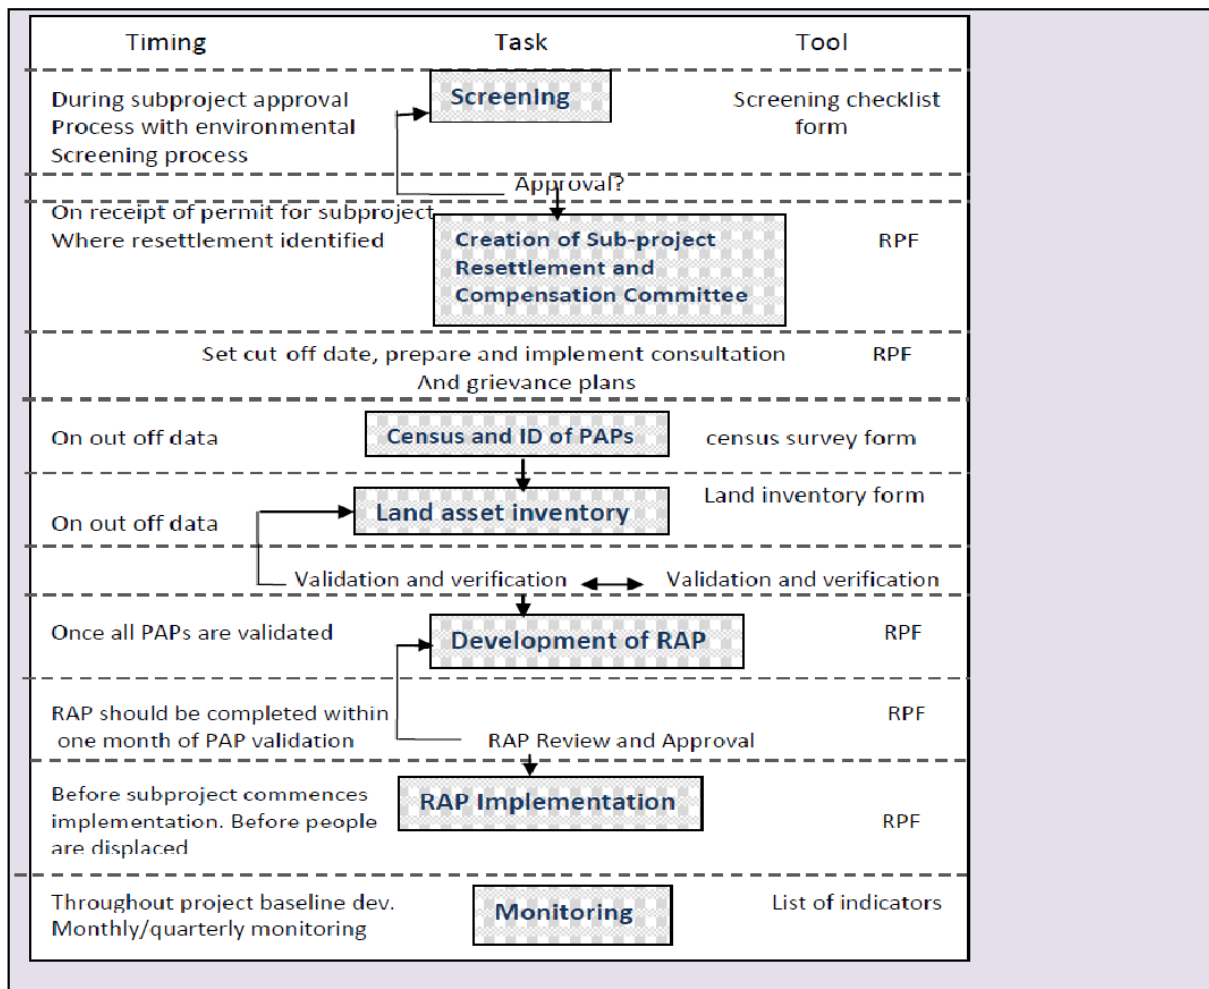 Timing Task Tool
During subproject approval
Process with environmental
Screening process
Screening
Screening checklist
form
Approval?
On receipt of permit for subproject
Where resettlement identified
Creation of Sub-project
Resettlement and
Compensation Committee
RPF
Set cut off date, prepare and implement consultation
And grievance plans
RPF
On out off data
Census and ID of PAPs
census survey form
On out off data
Land asset inventory
Land inventory form
Validation and verification
Validation and verification
Once all PAPs are validated
Development of RAP
RPF
RAP should be completed within
one month of PAP validation
RAP Review and Approval
RPF
Before subproject commences
implementation. Before people
are displaced
RAP Implementation
RPF
Throughout project baseline dev.
Monthly/quarterly monitoring
Monitoring
List of indicators